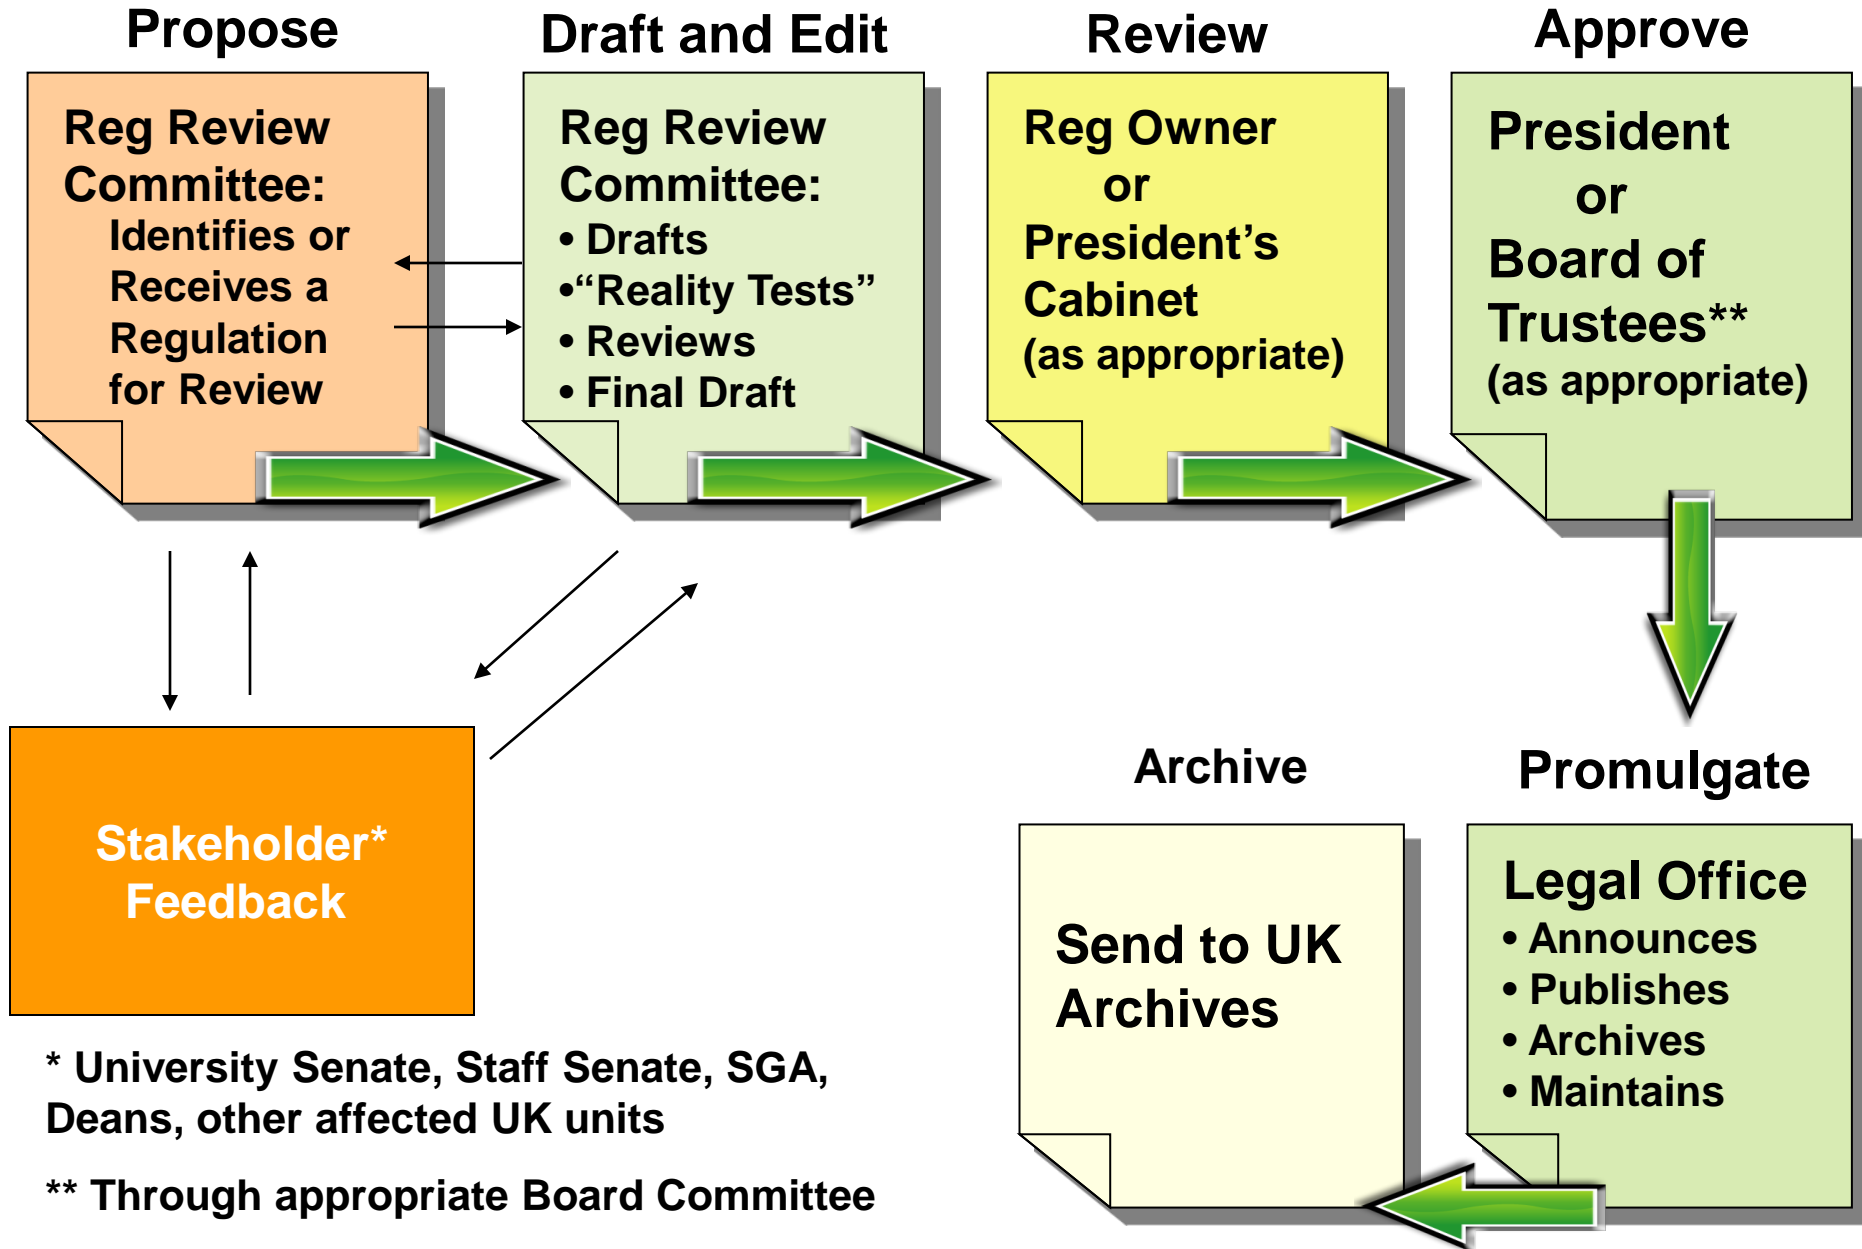 Propose
Reg Review
Committee:
Identifies or
Receives a
Regulation
for Review
Draft and Edit
Reg Review
Committee:
• Drafts
•“Reality Tests”
• Reviews
• Final Draft
Review
Reg Owner
or
President’s
Cabinet
(as appropriate)
Approve
President
or
Board of
Trustees**
(as appropriate)
Stakeholder*
Feedback
Archive
Send to UK
Archives
Promulgate
Legal Office
• Announces
• Publishes
• Archives
• Maintains
* University Senate, Staff Senate, SGA,
Deans, other affected UK units
** Through appropriate Board Committee